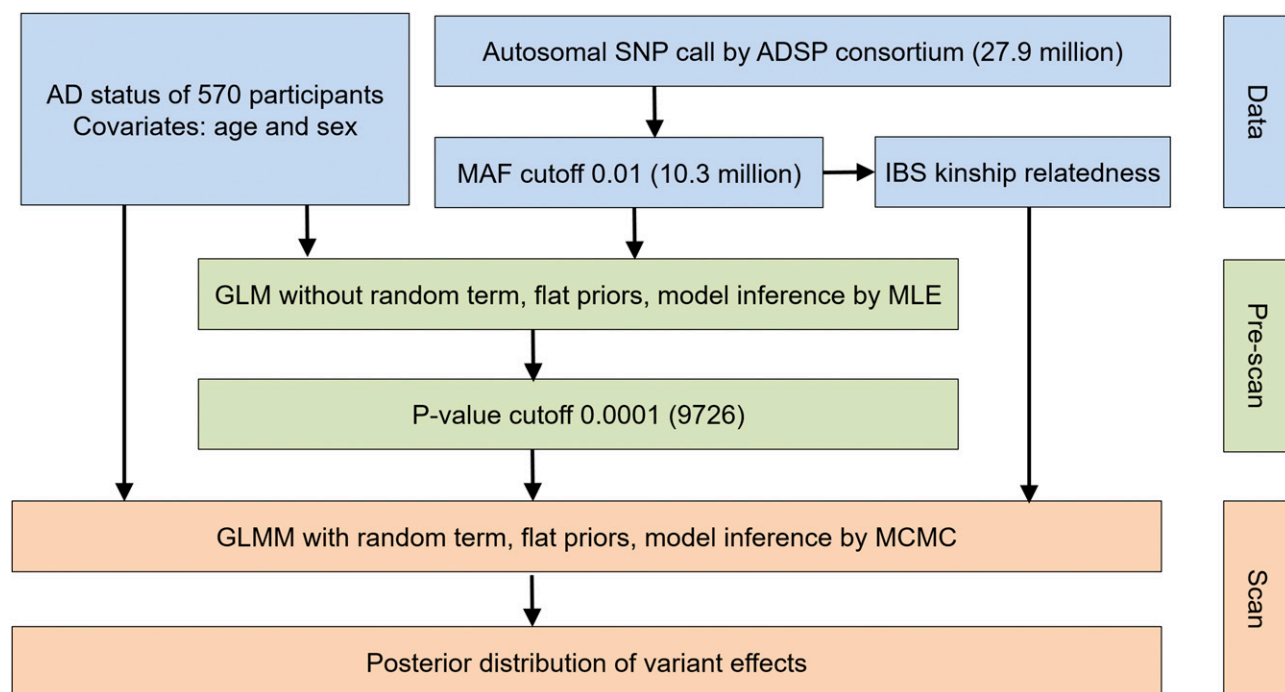 AD status of 570 participants
Covariates: age and sex
Autosomal SNP call by ADSP consortium (27.9 million)
MAF cutoff 0.01 (10.3 million)
IBS kinship relatedness
Data
GLM without random term, flat priors, model inference by MLE
P-value cutoff 0.0001 (9726)
Pre-scan
GLMM with random term, flat priors, model inference by MCMC
Posterior distribution of variant effects
Scan